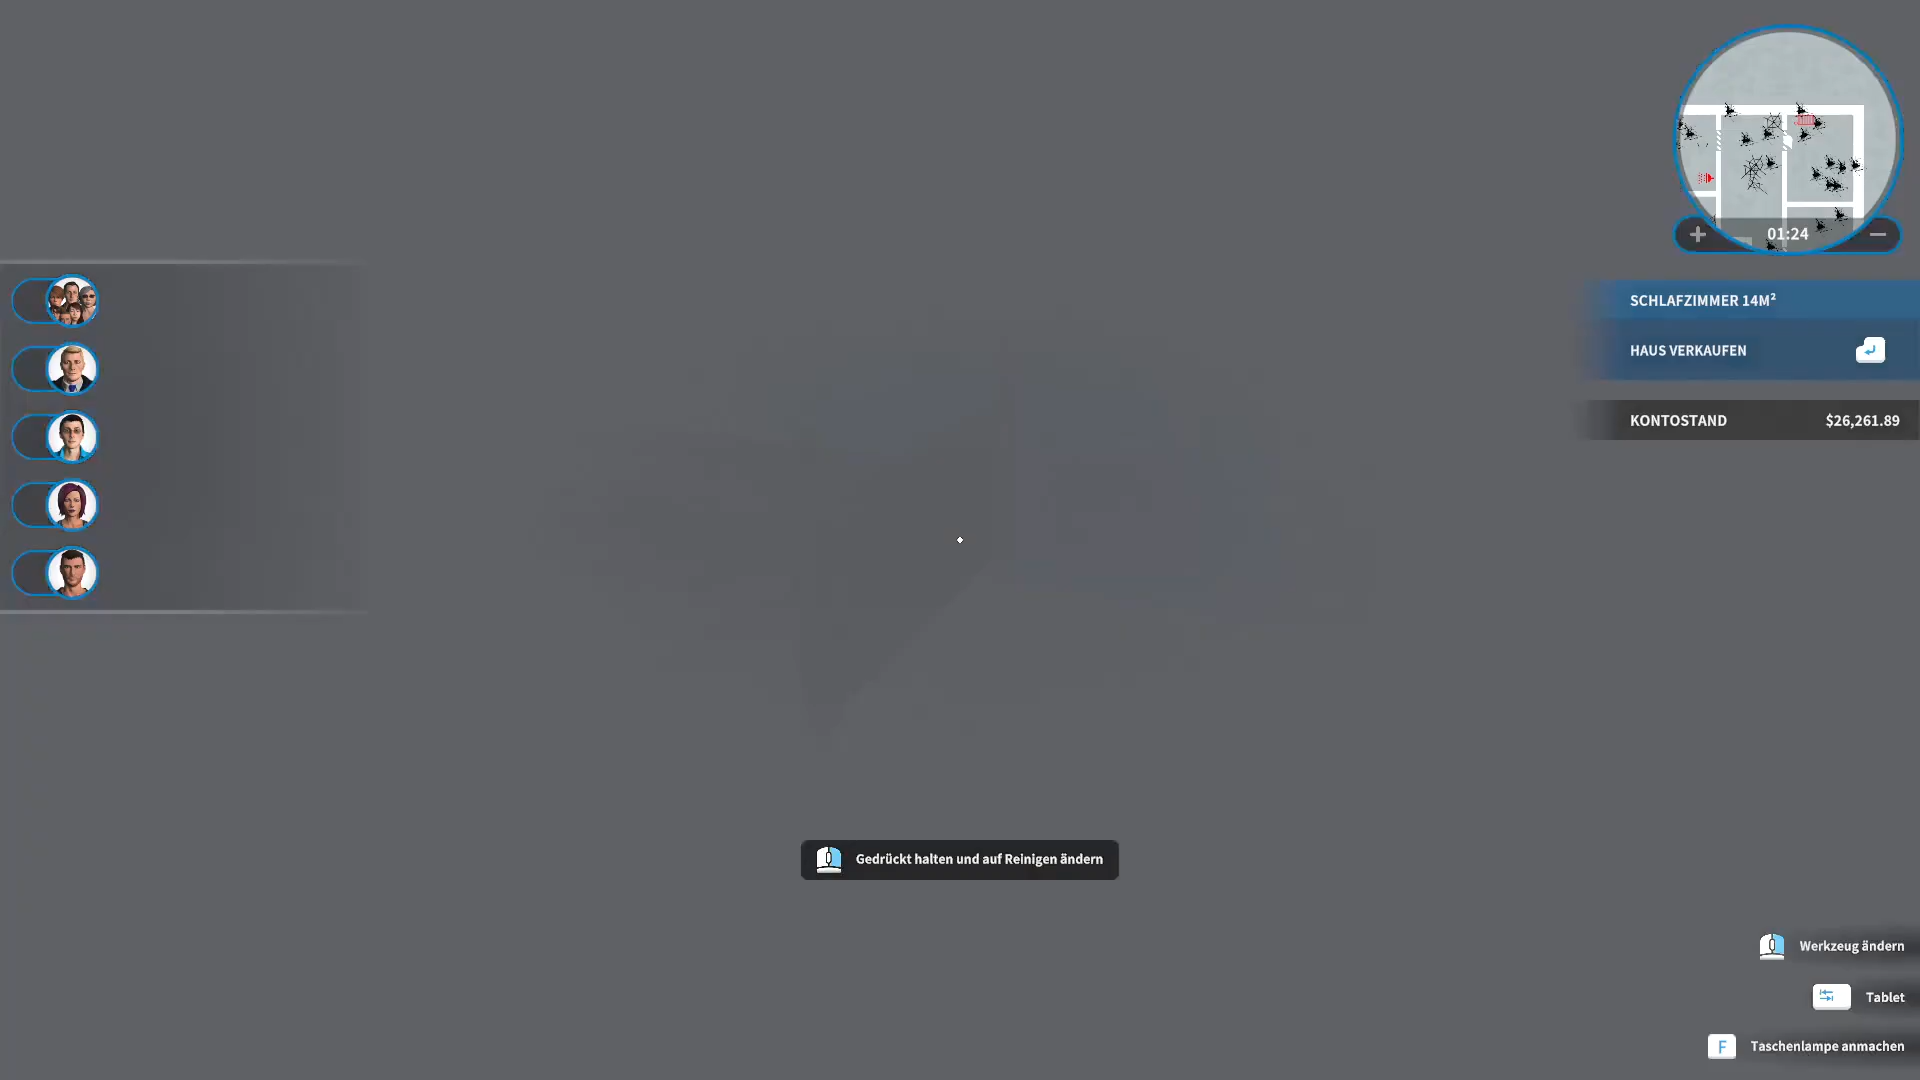 01:24
SCHLAFZIMMER 14M²
HAUS VERKAUFEN
KONTOSTAND $26,261.89
Gedrückt halten und auf Reinigen ändern
Werkzeug ändern
Tablet
F Taschenlampe anmachen